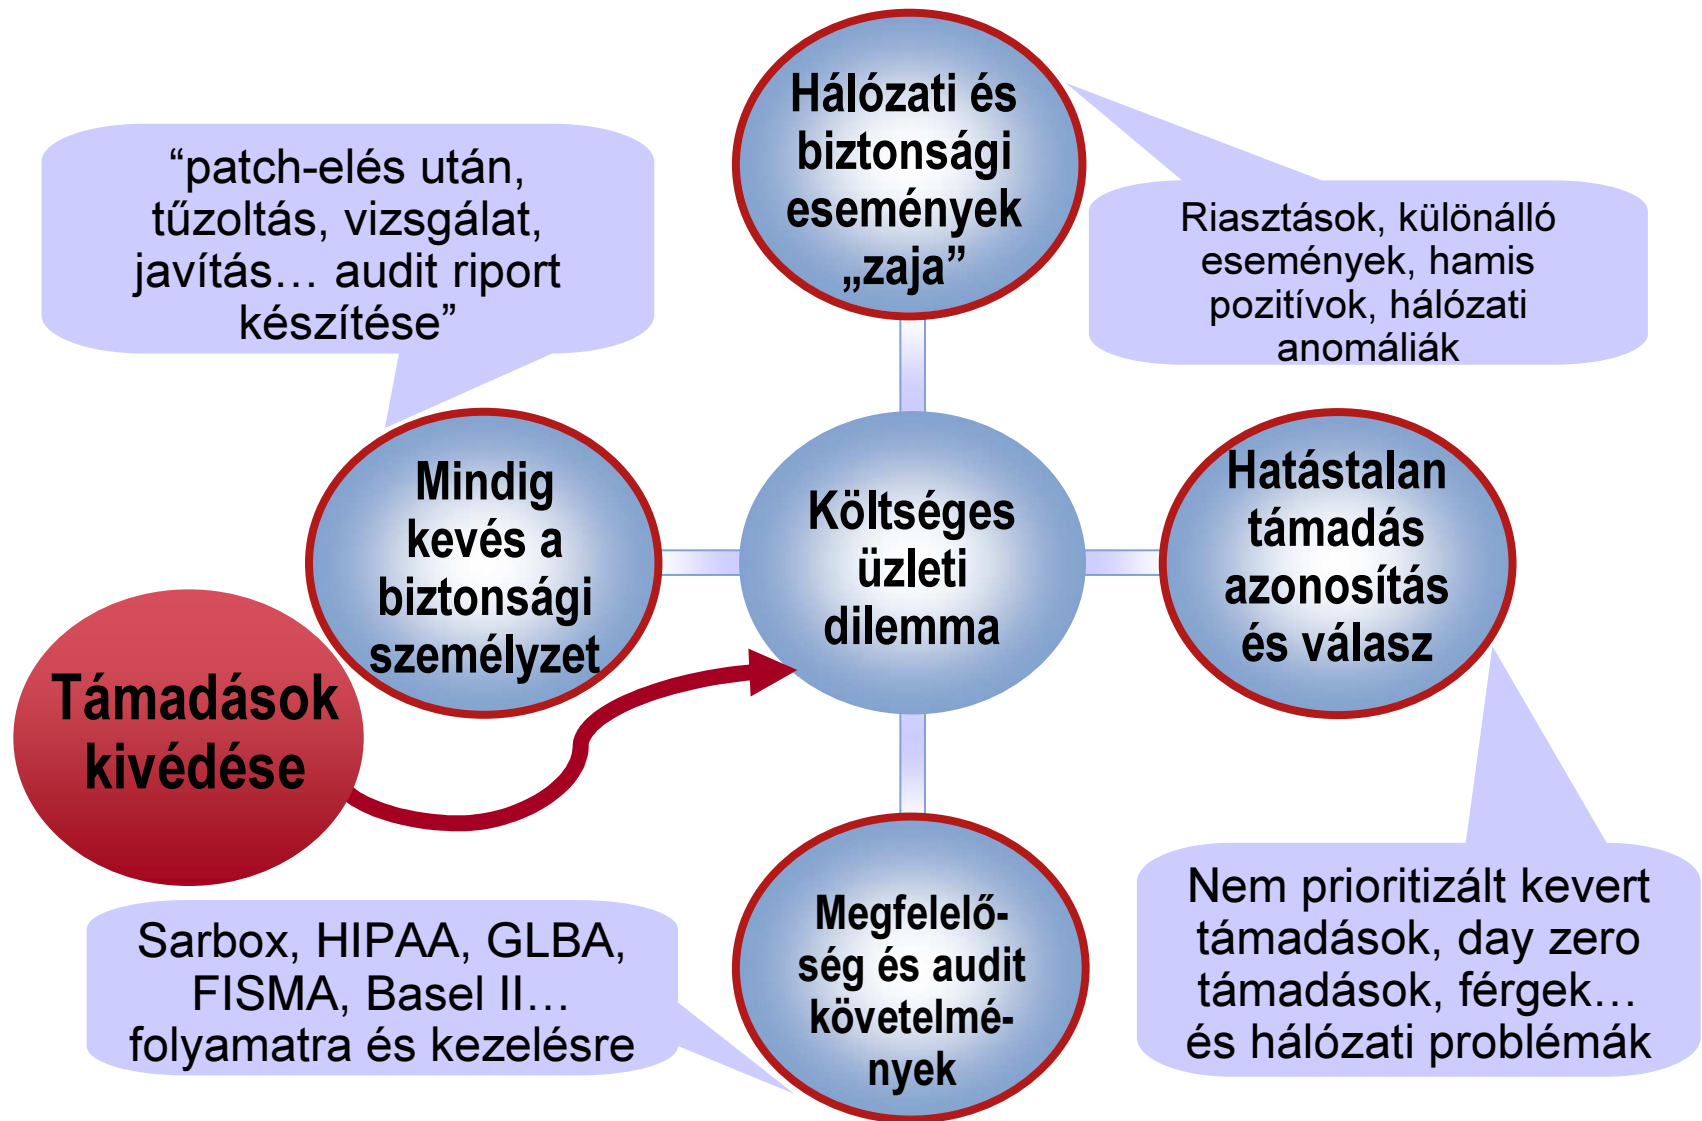 Hálózati és
biztonsági
események
„zaja”
“patch-elés után,
tűzoltás, vizsgálat,
javítás… audit riport
készítése”
Riasztások, különálló
események, hamis
pozitívok, hálózati
anomáliák
Mindig
kevés a
biztonsági
személyzet
Költséges
üzleti
dilemma
Hatástalan
támadás
azonosítás
és válasz
Támadások
kivédése
Megfelelő-
ség és audit
követelmé-
nyek
Sarbox, HIPAA, GLBA,
FISMA, Basel II…
folyamatra és kezelésre
Nem prioritizált kevert
támadások, day zero
támadások, férgek…
és hálózati problémák